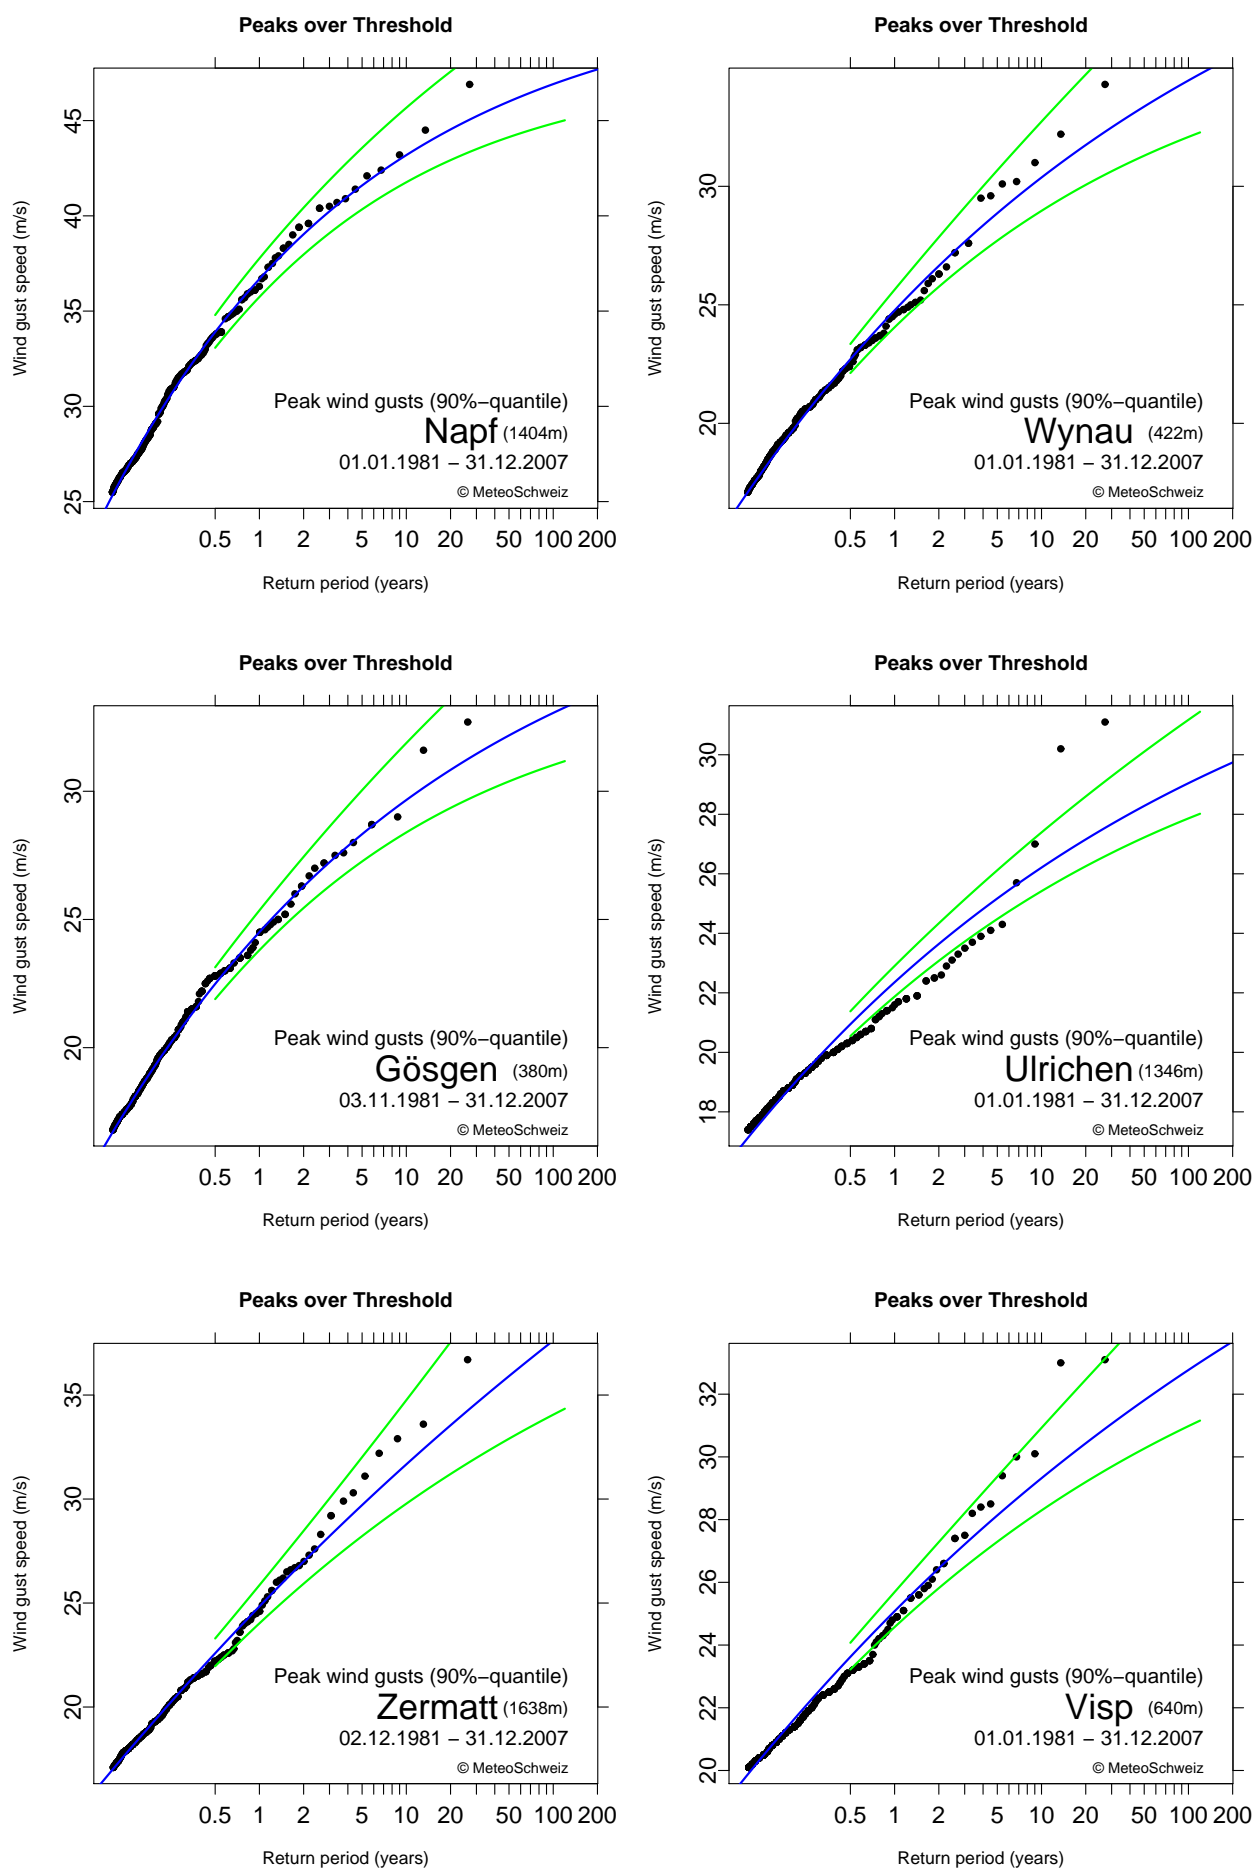 Peaks over Threshold
Wind gust speed (m/s)
45
40
35
30
25
Peak wind gusts (90%−quantile)
Napf (1404m)
01.01.1981 − 31.12.2007
© MeteoSchweiz
0.5 1 2 5 10 20 50 100 200
Return period (years)
Peaks over Threshold
Wind gust speed (m/s)
30
25
20
Peak wind gusts (90%−quantile)
Wynau (422m)
01.01.1981 − 31.12.2007
© MeteoSchweiz
0.5 1 2 5 10 20 50 100 200
Return period (years)
Peaks over Threshold
Wind gust speed (m/s)
30
25
20
Peak wind gusts (90%−quantile)
Gösgen (380m)
03.11.1981 − 31.12.2007
© MeteoSchweiz
0.5 1 2 5 10 20 50 100 200
Return period (years)
Peaks over Threshold
Wind gust speed (m/s)
30
28
26
24
22
20
18
Peak wind gusts (90%−quantile)
Ulrichen (1346m)
01.01.1981 − 31.12.2007
© MeteoSchweiz
0.5 1 2 5 10 20 50 100 200
Return period (years)
Peaks over Threshold
Wind gust speed (m/s)
35
30
25
20
Peak wind gusts (90%−quantile)
Zermatt (1638m)
02.12.1981 − 31.12.2007
© MeteoSchweiz
0.5 1 2 5 10 20 50 100 200
Return period (years)
Peaks over Threshold
Wind gust speed (m/s)
32
30
28
26
24
22
20
Peak wind gusts (90%−quantile)
Visp (640m)
01.01.1981 − 31.12.2007
© MeteoSchweiz
0.5 1 2 5 10 20 50 100 200
Return period (years)